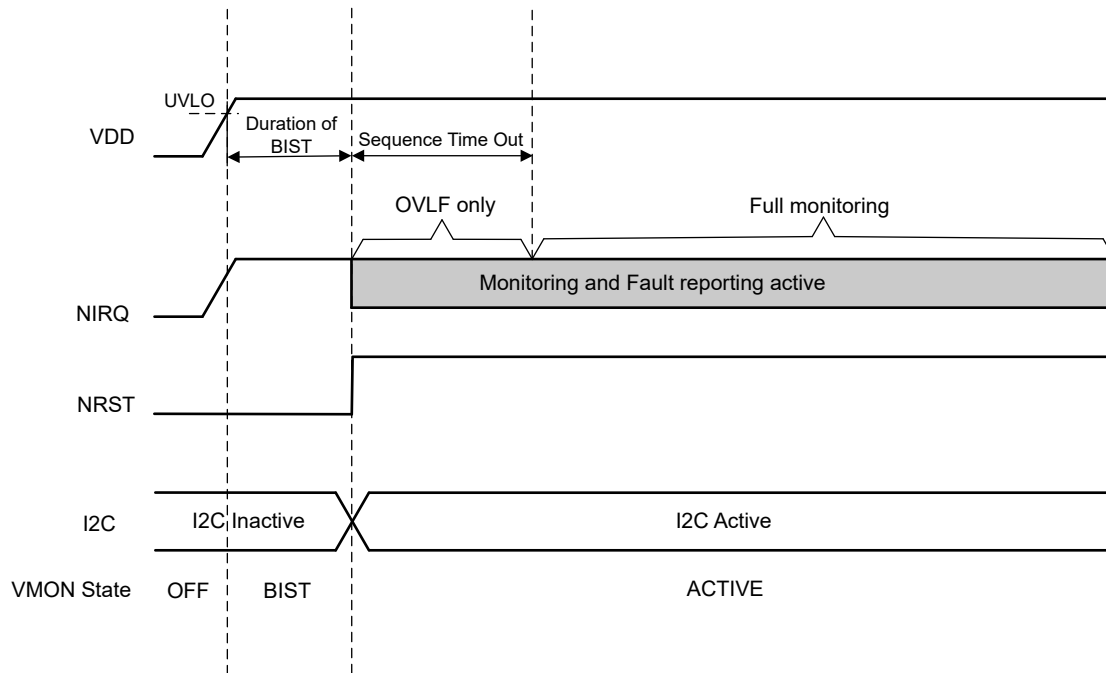 UVLO
VDD
Duration of
BIST
Sequence Time Out
OVLF only
Full monitoring
Monitoring and Fault reporting active
NIRQ
NRST
I2C
I2C Inactive
I2C Active
VMON State
OFF
BIST
ACTIVE